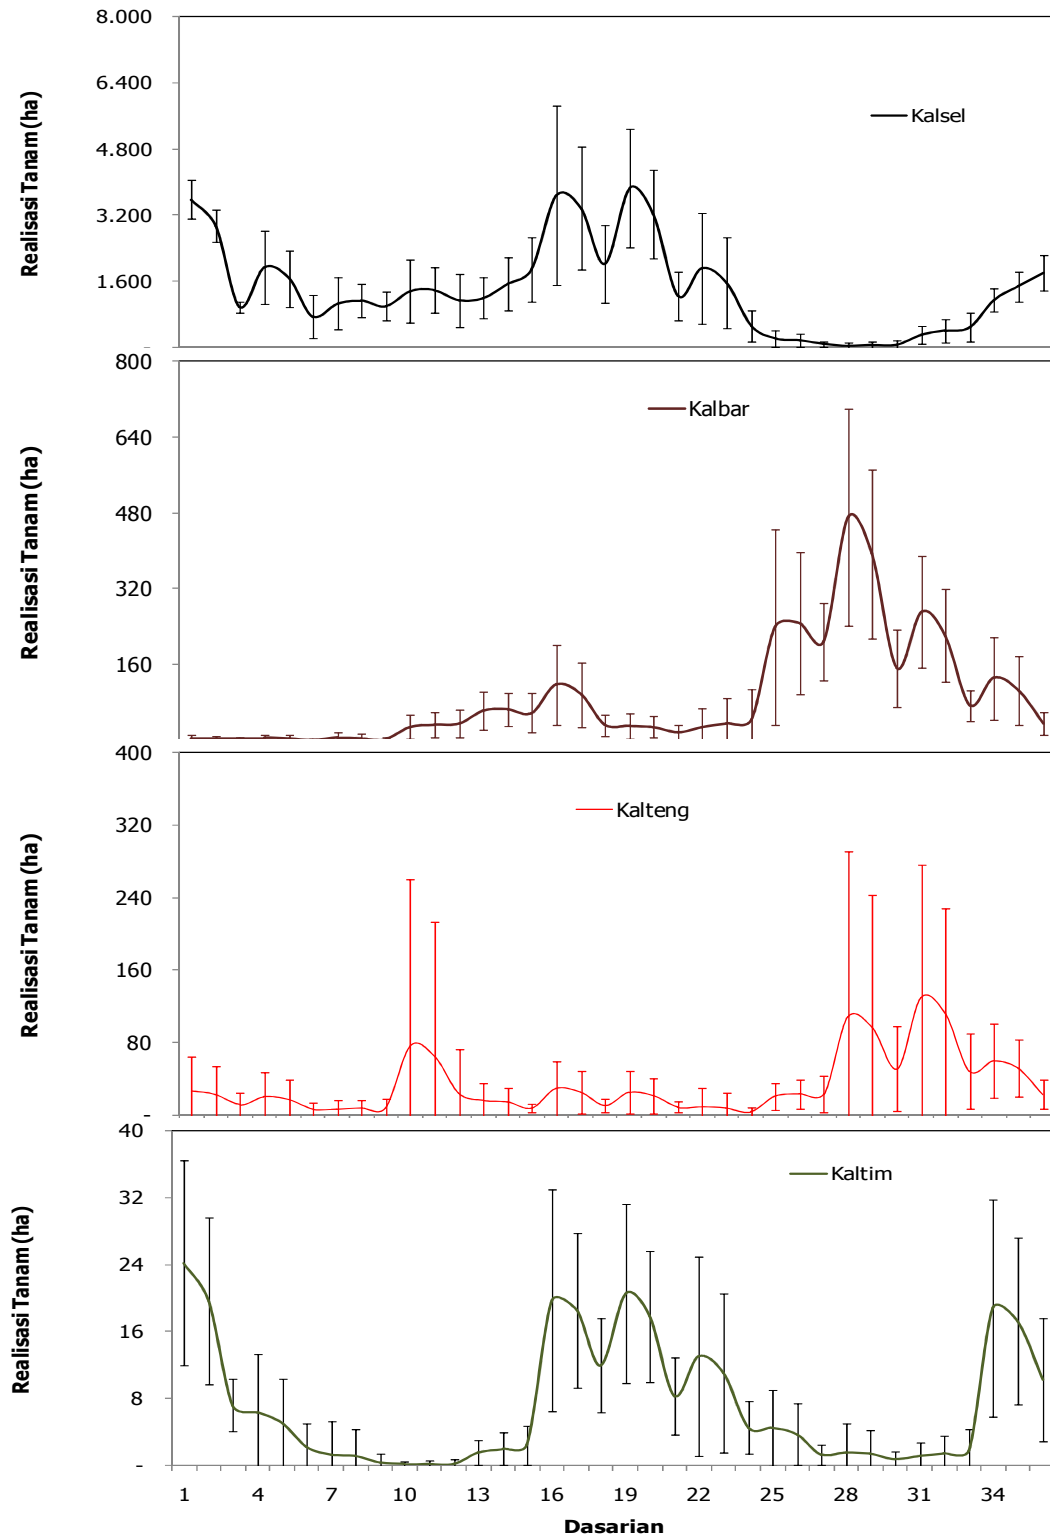 8.000
6.400
4.800
3.200
1.600
-
Realisasi Tanam (ha)
Kalsel
800
640
480
320
160
Realisasi Tanam (ha)
Kalbar
400
320
240
160
80
-
Realisasi Tanam (ha)
Kalteng
40
32
24
16
8
-
Realisasi Tanam (ha)
Kaltim
1 4 7 10 13 16 19 22 25 28 31 34
Dasarian